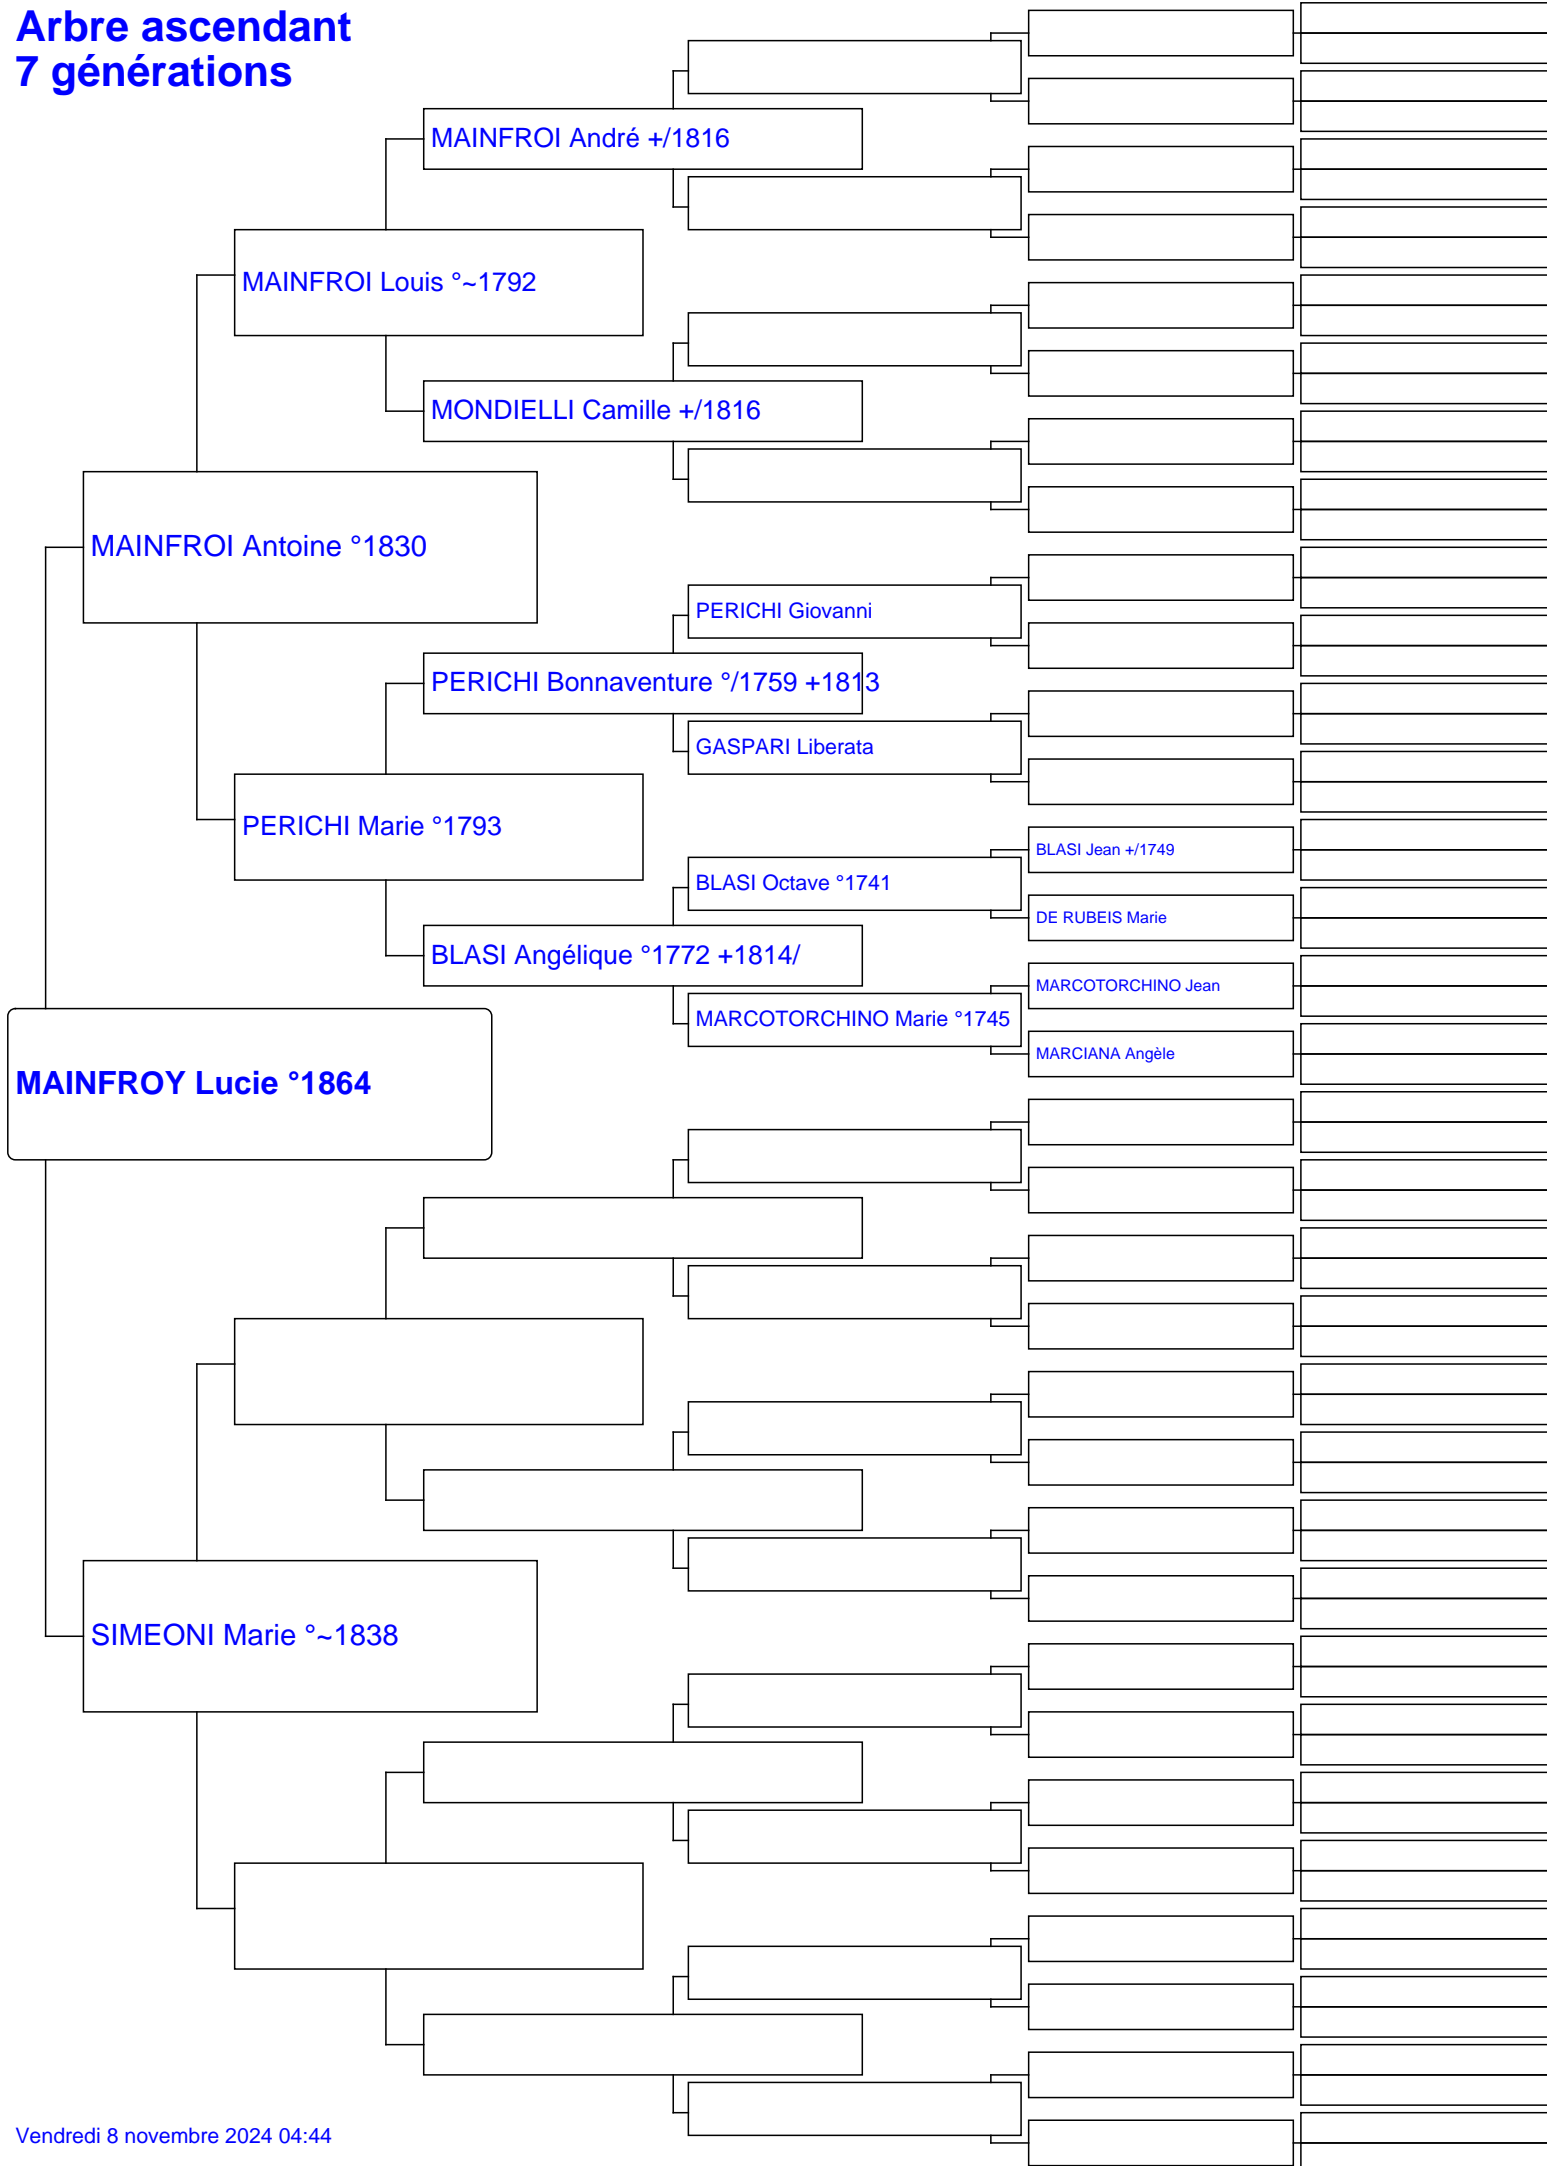 Arbre ascendant
7 générations
MAINFROI André +/1816
MAINFROI Louis °~1792
MONDIELLI Camille +/1816
MAINFROI Antoine °1830
PERICHI Giovanni
PERICHI Bonnaventure °/1759 +1813
GASPARI Liberata
PERICHI Marie °1793
BLASI Jean +/1749
BLASI Octave °1741
DE RUBEIS Marie
BLASI Angélique °1772 +1814/
MARCOTORCHINO Jean
MARCOTORCHINO Marie °1745
MARCIANA Angèle
MAINFROY Lucie °1864
SIMEONI Marie °~1838
Vendredi 8 novembre 2024 04:44